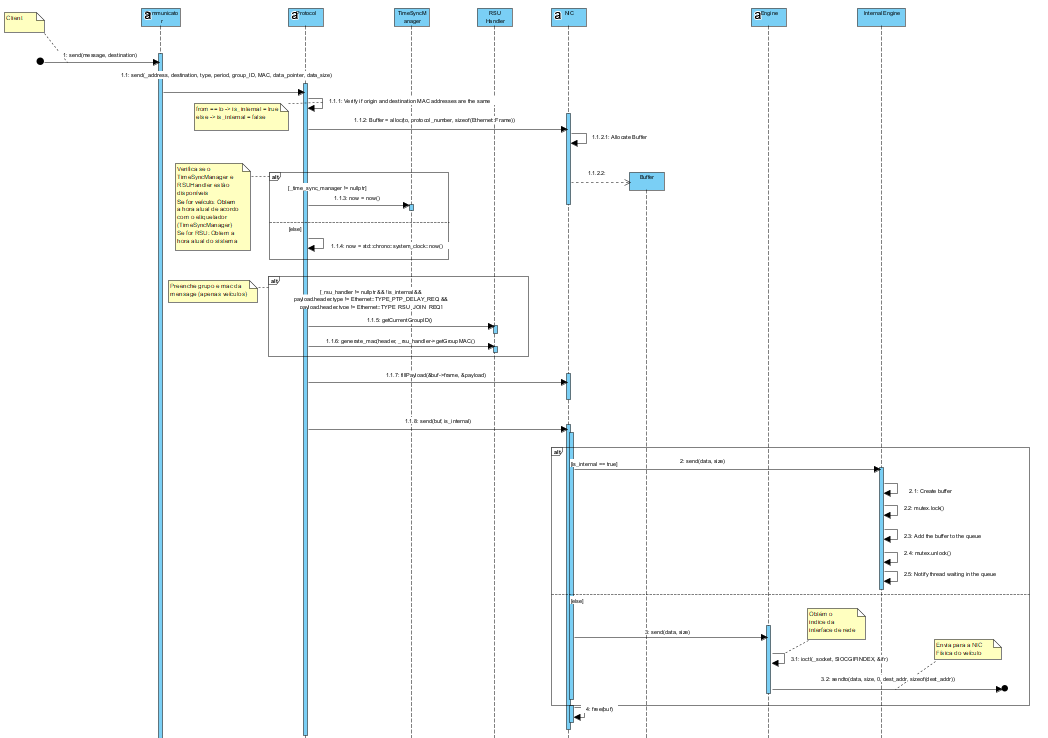 Client
Communicator
Protocol
TimeSyncManager
RSU
Handler
NIC
Engine
Internal Engine
1: send(message, destination)
1.1: send(_address, destination, type, period, group_ID, MAC, data_pointer, data_size)
1.1.1: Verify if origin and destination MAC addresses are the same
from == to -> is_internal = true
else -> is_internal = false
1.1.2: Buffer = alloc(to, protocol_number, sizeof(Ethernet::Frame))
1.1.2.1: Allocate Buffer
1.1.2.2:
Buffer
Verifica se o
TimeSyncManager e
RSUHandler estão
disponíveis
Se for veículo: Obtem
a hora atual de acordo
com o etiquetador
(TimeSyncManager)
Se for RSU: Obtem a
hora atual do sistema
alt
[_time_sync_manager != nullptr]
1.1.3: now = now()
[else]
1.1.4: now = std::chrono::system_clock::now()
Preenche grupo e mac da
mensagem (apenas veículos)
alt
[_rsu_handler != nullptr && !is_internal &&
payload.header.type != Ethernet::TYPE_PTP_DELAY_REQ &&
payload.header.type != Ethernet::TYPE_RSU_JOIN_REQ]
1.1.5: getCurrentGroupID()
1.1.6: generate_mac(header, _rsu_handler->getGroupMAC()
1.1.7: fillPayload(&buf->frame, &payload)
1.1.8: send(buf, is_internal)
alt
[is_internal == true]
2: send(data, size)
2.1: Create buffer
2.2: mutex.lock()
2.3: Add the buffer to the queue
2.4: mutex.unlock()
2.5: Notify thread waiting in the queue
[else]
Obtém o
índice da
interface de rede
3: send(data, size)
Envia para a NIC
Física do veículo
3.1: ioctl(_socket, SIOCGIFINDEX, &ifr)
3.2: sendto(data, size, 0, dest_addr, sizeof(dest_addr))
4: free(buf)